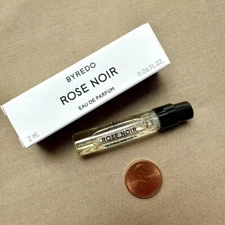 BYREDO
ROSE NOIR
EAU DE PARFUM
2 ML
0.06 FL.OZ
ROSE NOIR